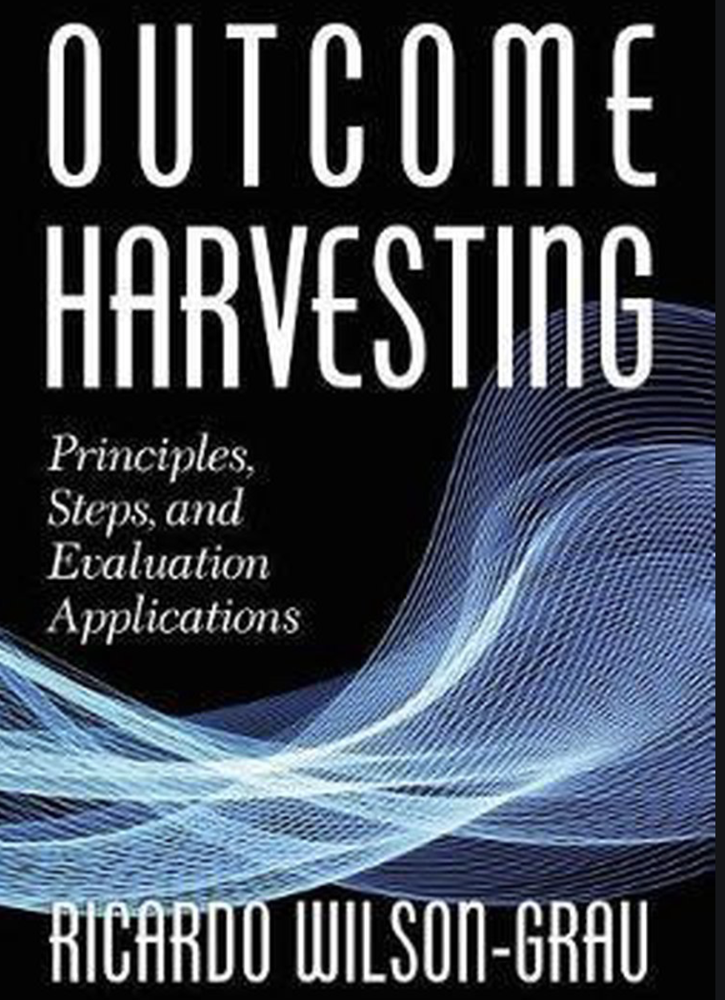 OUTCOME
HARVESTING
Principles,
Steps, and
Evaluation
Applications
RICARDO WILSON-GRAU